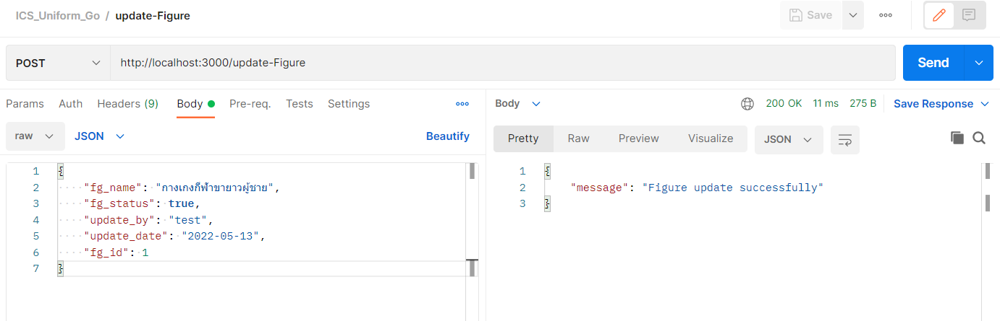 ICS_Uniform_Go / update-Figure
Save
POST http://localhost:3000/update-Figure Send
Params Auth Headers (9) Body Pre-req. Tests Settings
raw JSON Beautify
1 {
2 "fg_name": "กางเกงกีฬาขายาวผู้ชาย",
3 "fg_status": true,
4 "update_by": "test",
5 "update_date": "2022-05-13",
6 "fg_id": 1
7 }
Body 200 OK 11 ms 275 B Save Response
Pretty Raw Preview Visualize JSON
1 {
2 "message": "Figure update successfully"
3 }